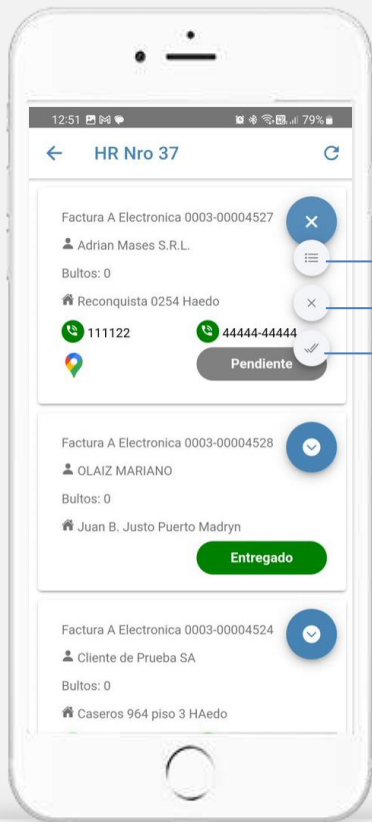 12:51 79%
HR Nro 37
Factura A Electronica 0003-00004527
Adrian Mases S.R.L.
Bultos: 0
Reconquista 0254 Haedo
111122 44444-44444
Pendiente
Factura A Electronica 0003-00004528
OLAIZ MARIANO
Bultos: 0
Juan B. Justo Puerto Madryn
Entregado
Factura A Electronica 0003-00004524
Cliente de Prueba SA
Bultos: 0
Caseros 964 piso 3 HAedo